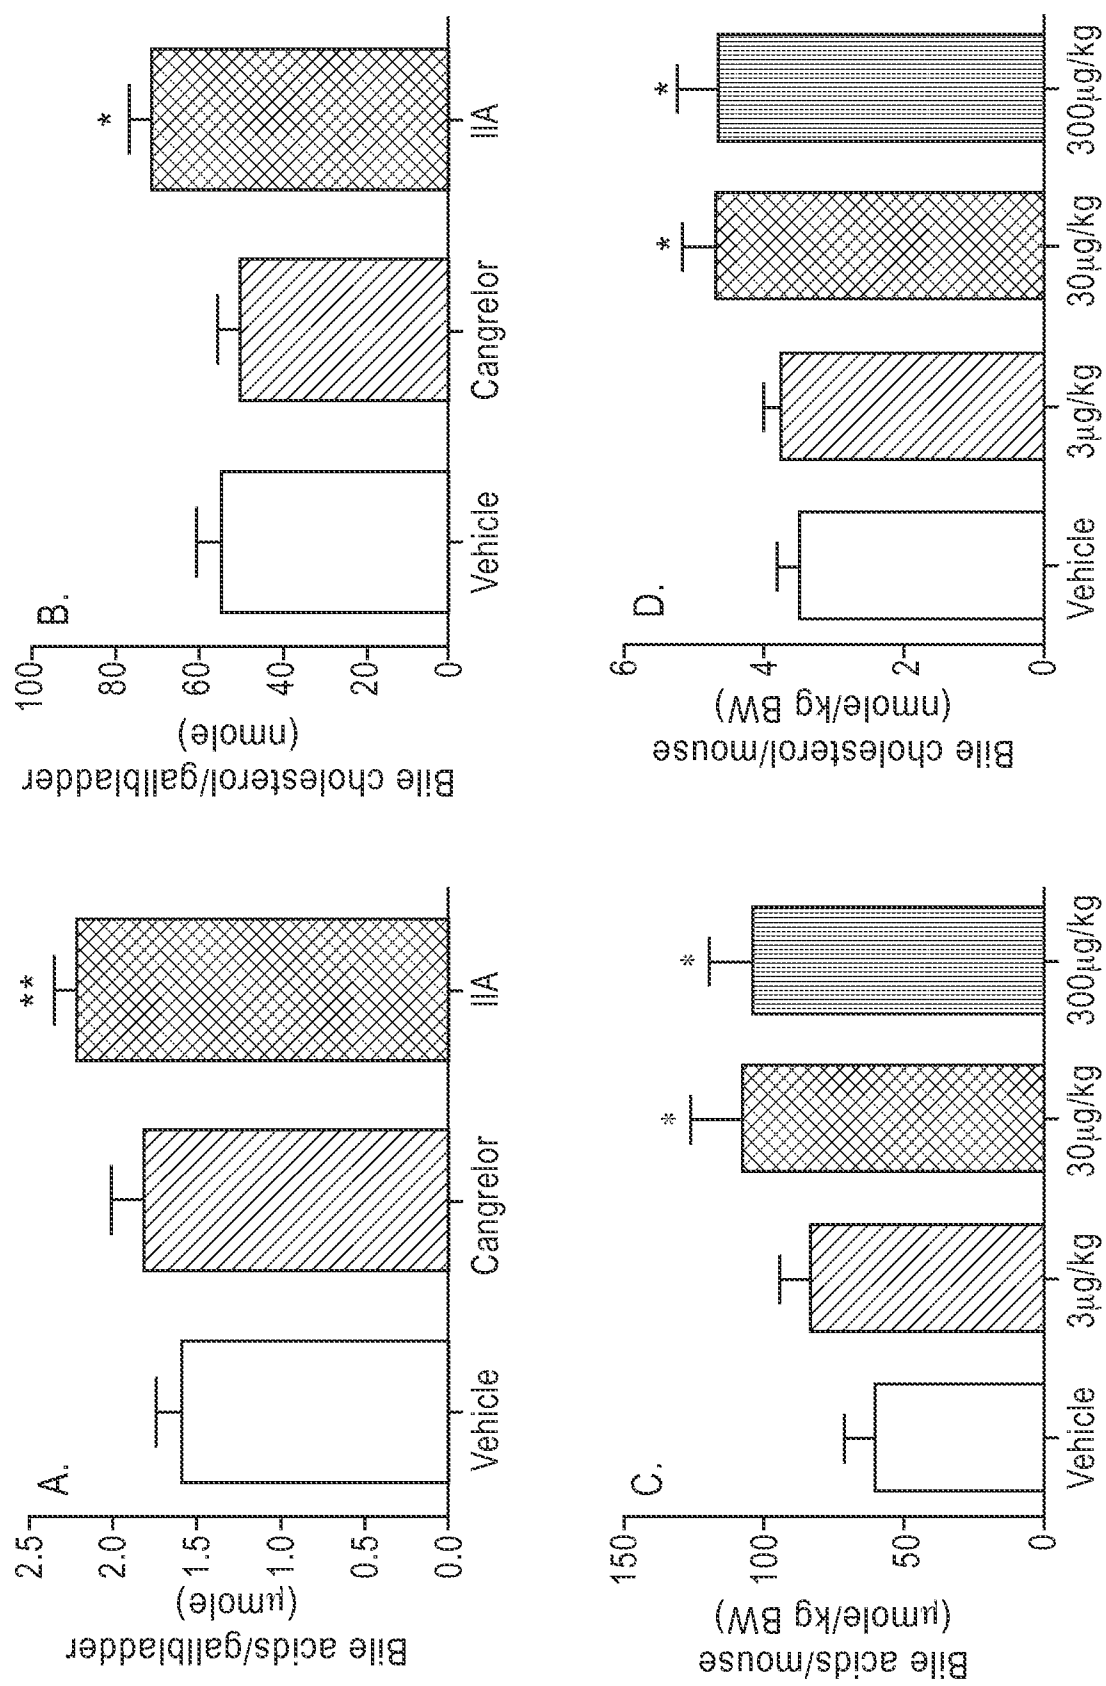 A.
Bile acids/gallbladder
(µmole)
2.5
2.0
1.5
1.0
0.5
0.0
**
Vehicle
Cangrelor
IIA
B.
Bile cholesterol/gallbladder
(nmole)
100
80
60
40
20
0
*
Vehicle
Cangrelor
IIA
C.
Bile acids/mouse
(µmole/kg BW)
150
100
50
0
*
*
Vehicle
3µg/kg
30µg/kg
300µg/kg
D.
Bile cholesterol/mouse
(nmole/kg BW)
6
4
2
0
*
*
Vehicle
3µg/kg
30µg/kg
300µg/kg